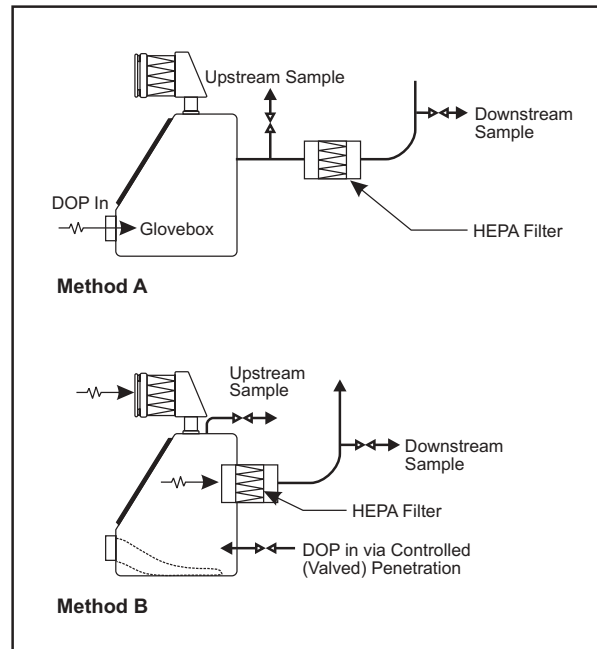 Upstream Sample
Downstream
Sample
DOP In
Glovebox
HEPA Filter
Method A
Upstream
Sample
Downstream
Sample
HEPA Filter
DOP in via Controlled
(Valved) Penetration
Method B